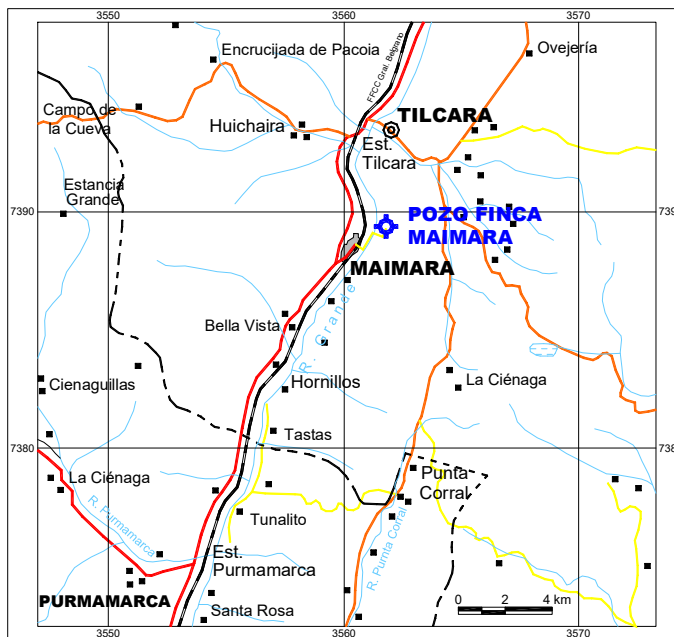 3550
3560
3570
Encrucijada de Pacoia
Ovejería
FFCC Gral. Belgrano
Campo de
la Cueva
Huichaira
TILCARA
Est.
Tilcara
Estancia
Grande
7390
POZO FINCA
MAIMARA
MAIMARA
R. Grande
Bella Vista
Cienaguillas
Hornillos
La Ciénaga
Tastas
7380
738
La Ciénaga
Punta
Corral
R. Purmamarca
Tunalito
Est.
Purmamarca
R. Purnta Corral
PURMAMARCA
Santa Rosa
0 2 4 km
3550
3560
3570